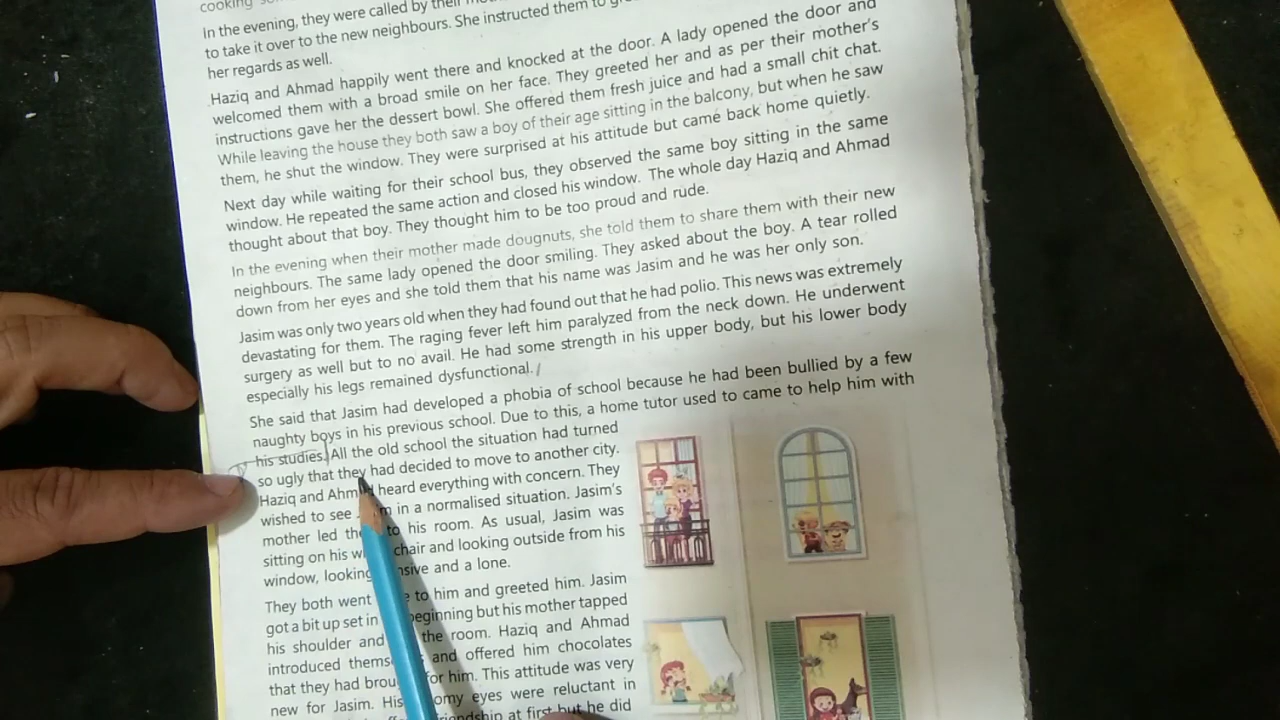 cooking
In the evening, they were called by their
to take it over to the new neighbours. She instructed them to
her regards as well.
Haziq and Ahmad happily went there and knocked at the door. A lady opened the door and
welcomed them with a broad smile on her face. They greeted her and as per their mother's
instructions gave her the dessert bowl. She offered them fresh juice and had a small chit chat.
While leaving the house they both saw a boy of their age sitting in the balcony, but when he saw
them, he shut the window. They were surprised at his attitude but came back home quietly.
Next day while waiting for their school bus, they observed the same boy sitting in the same
window. He repeated the same action and closed his window. The whole day Haziq and Ahmad
thought about that boy. They thought him to be too proud and rude.
In the evening when their mother made dougnuts, she told them to share them with their new
neighbours. The same lady opened the door smiling. They asked about the boy. A tear rolled
down from her eyes and she told them that his name was Jasim and he was her only son.
Jasim was only two years old when they had found out that he had polio. This news was extremely
devastating for them. The raging fever left him paralyzed from the neck down. He underwent
surgery as well but to no avail. He had some strength in his upper body, but his lower body
especially his legs remained dysfunctional.
She said that Jasim had developed a phobia of school because he had been bullied by a few
naughty boys in his previous school. Due to this, a home tutor used to came to help him with
his studies. All the old school the situation had turned
so ugly that they had decided to move to another city.
Haziq and Ahmad heard everything with concern. They
wished to see in a normalised situation. Jasim's
mother led to his room. As usual, Jasim was
sitting on his chair and looking outside from his
window, looking and a lone.
They both went to him and greeted him. Jasim
got a bit up set in beginning but his mother tapped
his shoulder and the room. Haziq and Ahmad
introduced and offered him chocolates
that they had for him. This attitude was very
new for Jasim. His eyes were reluctant in
at first but he did